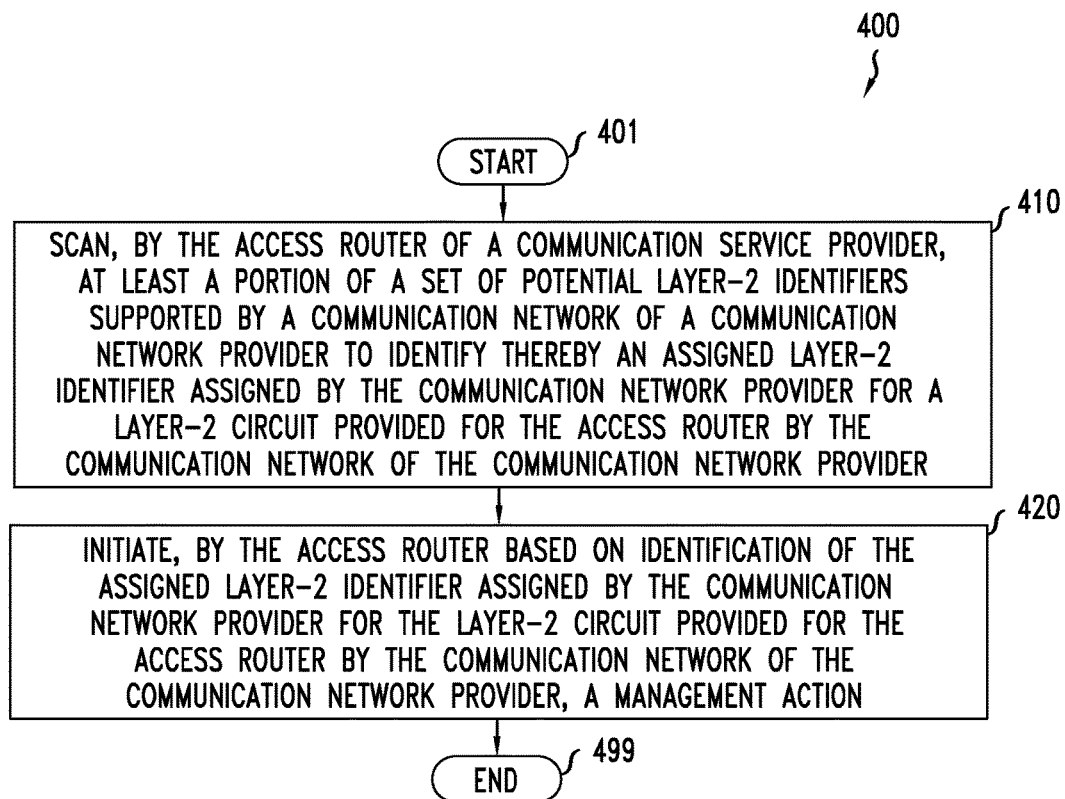 400
START
401
410
SCAN, BY THE ACCESS ROUTER OF A COMMUNICATION SERVICE PROVIDER,
AT LEAST A PORTION OF A SET OF POTENTIAL LAYER-2 IDENTIFIERS
SUPPORTED BY A COMMUNICATION NETWORK OF A COMMUNICATION
NETWORK PROVIDER TO IDENTIFY THEREBY AN ASSIGNED LAYER-2
IDENTIFIER ASSIGNED BY THE COMMUNICATION NETWORK PROVIDER FOR A
LAYER-2 CIRCUIT PROVIDED FOR THE ACCESS ROUTER BY THE
COMMUNICATION NETWORK OF THE COMMUNICATION NETWORK PROVIDER
420
INITIATE, BY THE ACCESS ROUTER BASED ON IDENTIFICATION OF THE
ASSIGNED LAYER-2 IDENTIFIER ASSIGNED BY THE COMMUNICATION
NETWORK PROVIDER FOR THE LAYER-2 CIRCUIT PROVIDED FOR THE
ACCESS ROUTER BY THE COMMUNICATION NETWORK OF THE
COMMUNICATION NETWORK PROVIDER, A MANAGEMENT ACTION
END
499